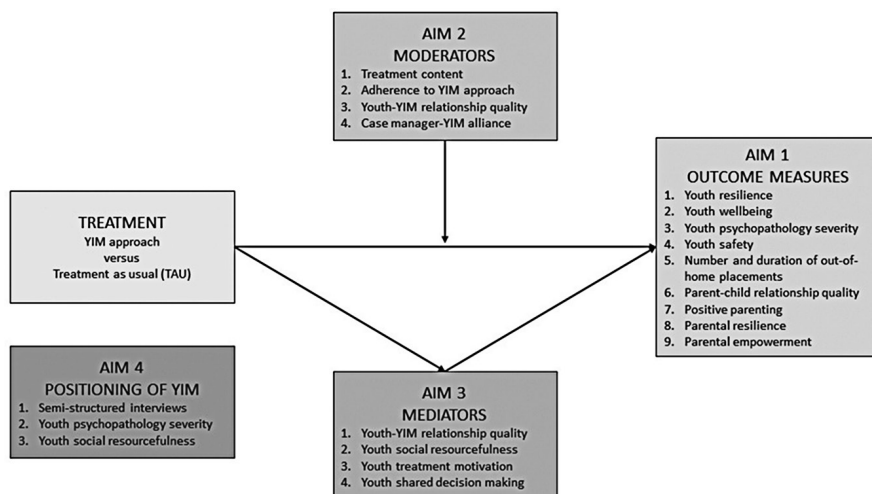 AIM 2
MODERATORS
1. Treatment content
2. Adherence to YIM approach
3. Youth-YIM relationship quality
4. Case manager-YIM alliance
AIM 1
OUTCOME MEASURES
1. Youth resilience
2. Youth wellbeing
3. Youth psychopathology severity
4. Youth safety
5. Number and duration of out-of-
home placements
6. Parent-child relationship quality
7. Positive parenting
8. Parental resilience
9. Parental empowerment
TREATMENT
YIM approach
versus
Treatment as usual (TAU)
AIM 4
POSITIONING OF YIM
1. Semi-structured interviews
2. Youth psychopathology severity
3. Youth social resourcefulness
AIM 3
MEDIATORS
1. Youth-YIM relationship quality
2. Youth social resourcefulness
3. Youth treatment motivation
4. Youth shared decision making